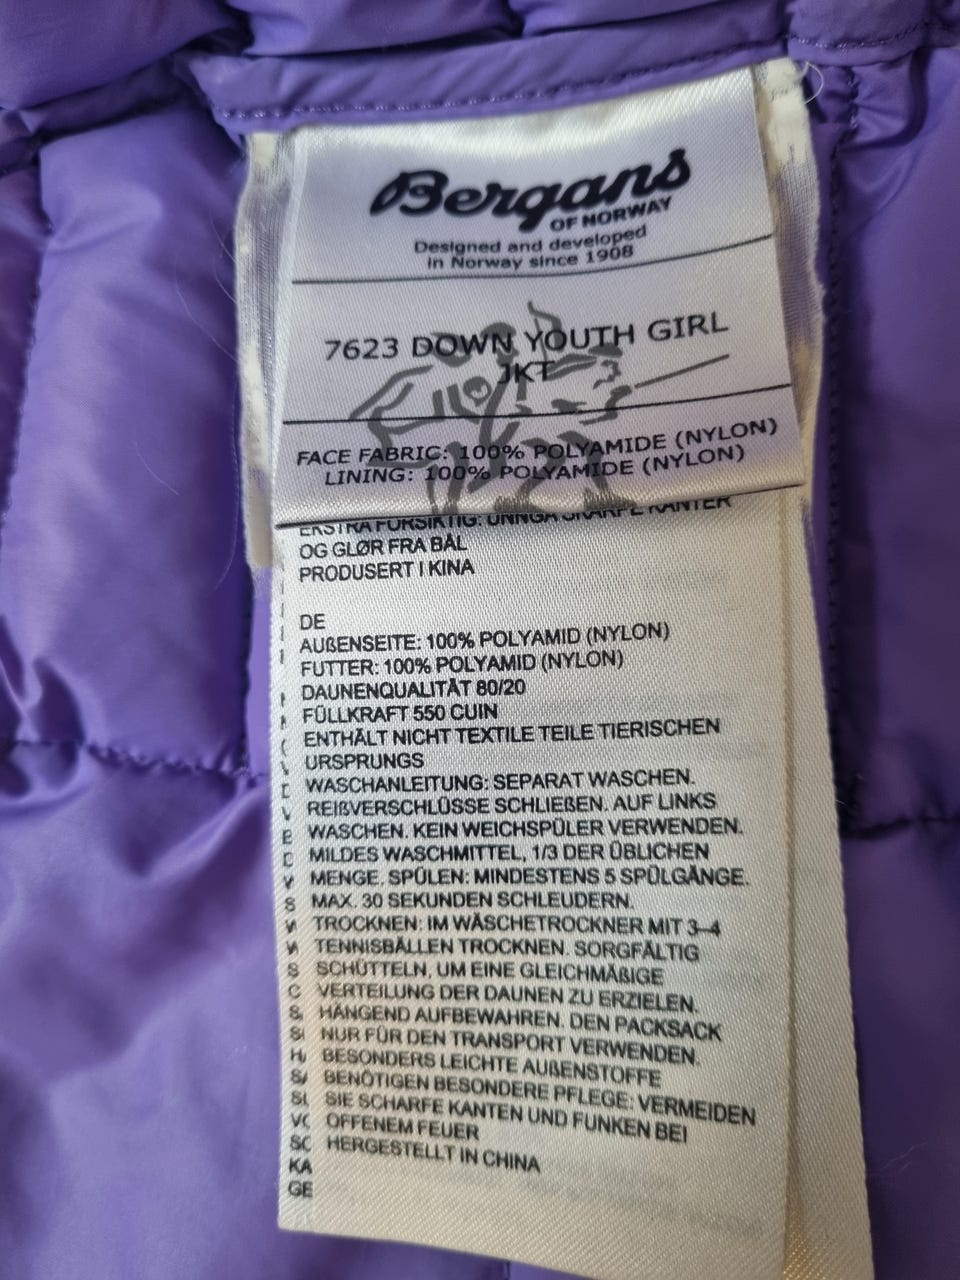 Bergans
OF NORWAY
Designed and developed
in Norway since 1908
7623 DOWN YOUTH GIRL
JKT
FACE FABRIC: 100% POLYAMIDE (NYLON)
LINING: 100% POLYAMIDE (NYLON)
EKSTRA FORSIKTIG: UNNGÅ SKARPE KANTER
OG GLØR FRA BÅL
PRODUSERT I KINA
DE
AUßENSEITE: 100% POLYAMID (NYLON)
FUTTER: 100% POLYAMID (NYLON)
DAUNENQUALITÄT 80/20
FÜLLKRAFT 550 CUIN
ENTHÄLT NICHT TEXTILE TEILE TIERISCHEN
URSPRUNGS
WASCHANLEITUNG: SEPARAT WASCHEN.
REIßVERSCHLÜSSE SCHLIEßEN. AUF LINKS
WASCHEN. KEIN WEICHSPÜLER VERWENDEN.
MILDES WASCHMITTEL, 1/3 DER ÜBLICHEN
MENGE. SPÜLEN: MINDESTENS 5 SPÜLGÄNGE.
MAX. 30 SEKUNDEN SCHLEUDERN.
TROCKNEN: IM WÄSCHETROCKNER MIT 3–4
TENNISBÄLLEN TROCKNEN. SORGFÄLTIG
SCHÜTTELN, UM EINE GLEICHMÄßIGE
VERTEILUNG DER DAUNEN ZU ERZIELEN.
HÄNGEND AUFBEWAHREN. DEN PACKSACK
NUR FÜR DEN TRANSPORT VERWENDEN.
BESONDERS LEICHTE AUßENSTOFFE
BENÖTIGEN BESONDERE PFLEGE: VERMEIDEN
SIE SCHARFE KANTEN UND FUNKEN BEI
OFFENEM FEUER
HERGESTELLT IN CHINA